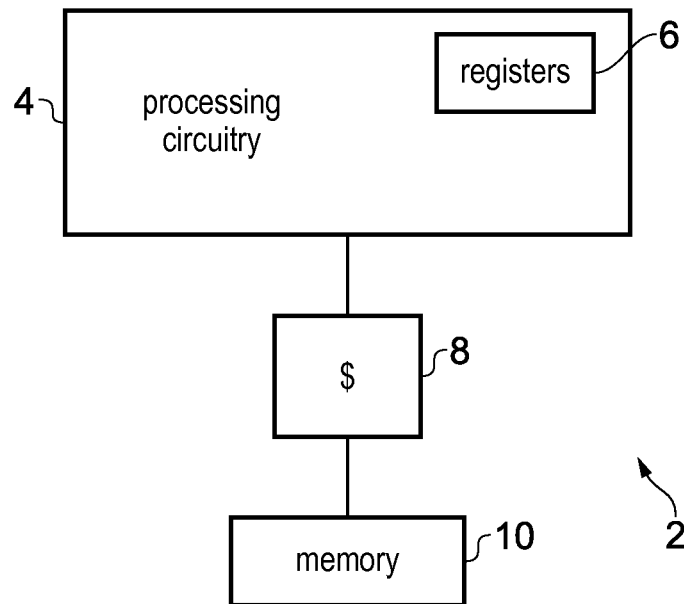 6
registers
4
processing
circuitry
8
$
10
memory
2